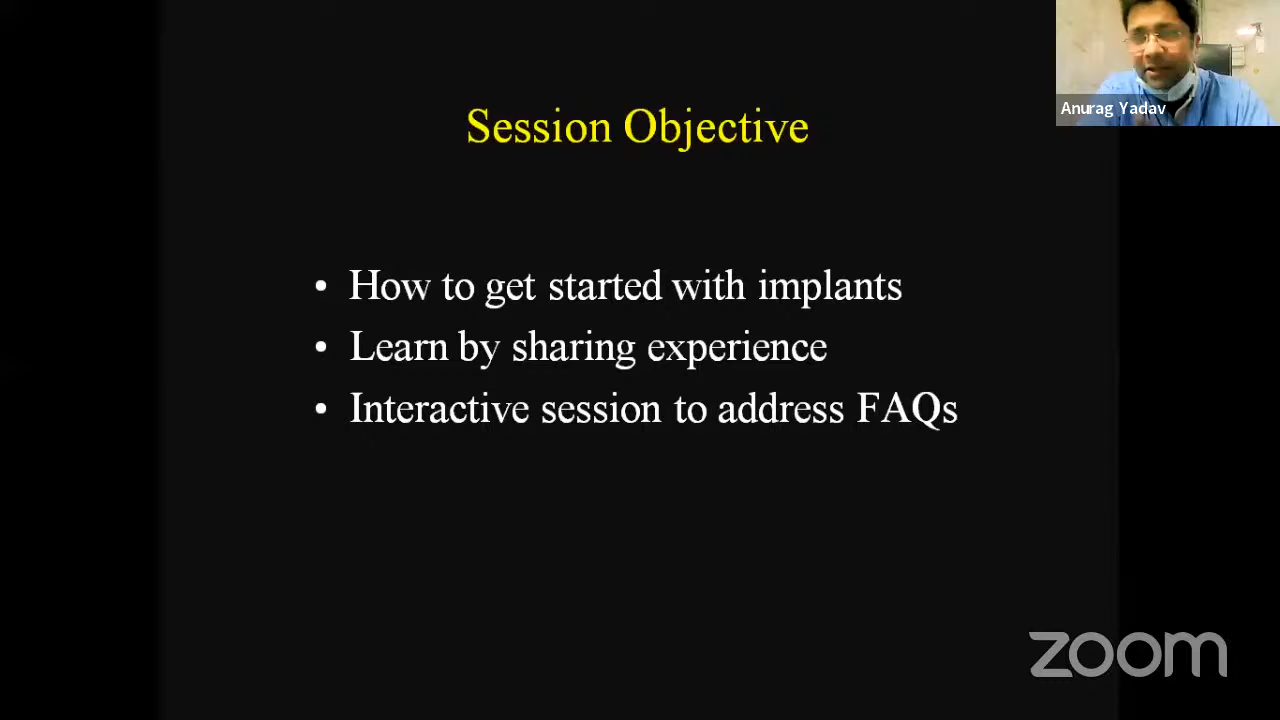 Anurag Yadav
Session Objective
• How to get started with implants
• Learn by sharing experience
• Interactive session to address FAQs
zoom